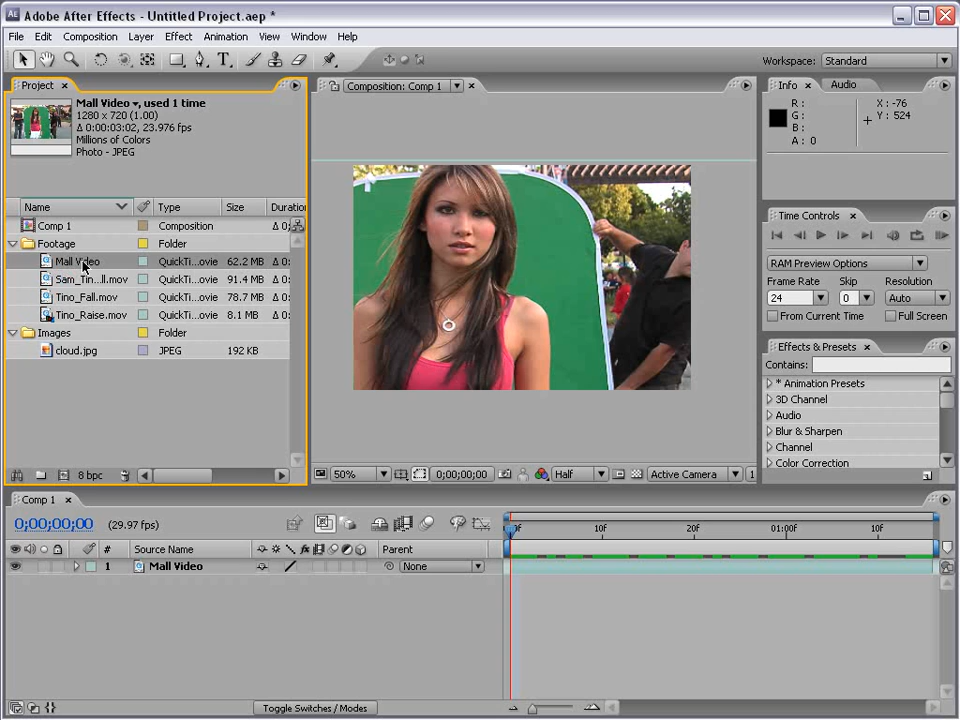 Adobe After Effects - Untitled Project.aep *
File Edit Composition Layer Effect Animation View Window Help
Workspace: Standard
Project
Mall Video, used 1 time
1280 x 720 (1.00)
Δ 0:00:03:02, 23.976 fps
Millions of Colors
Photo - JPEG
Name Type Size Duratio
Comp 1 Composition Δ 0;
Footage Folder
Mall Video QuickTi...ovie 62.2 MB Δ 0:
Sam_Tin...ll.mov QuickTi...ovie 91.4 MB Δ 0:
Tino_Fall.mov QuickTi...ovie 78.7 MB Δ 0:
Tino_Raise.mov QuickTi...ovie 8.1 MB Δ 0:
Images Folder
cloud.jpg JPEG 192 KB
8 bpc
Composition: Comp 1
50% 0;00;00;00 Half Active Camera 1
Info Audio
R :
G :
B :
A : 0
X : -76
Y : 524
Time Controls
RAM Preview Options
Frame Rate Skip Resolution
24 0 Auto
From Current Time Full Screen
Effects & Presets
Contains:
* Animation Presets
3D Channel
Audio
Blur & Sharpen
Channel
Color Correction
Comp 1
0;00;00;00 (29.97 fps)
10f 20f 01:00f 10f
# Source Name Parent
1 Mall Video None
Toggle Switches / Modes